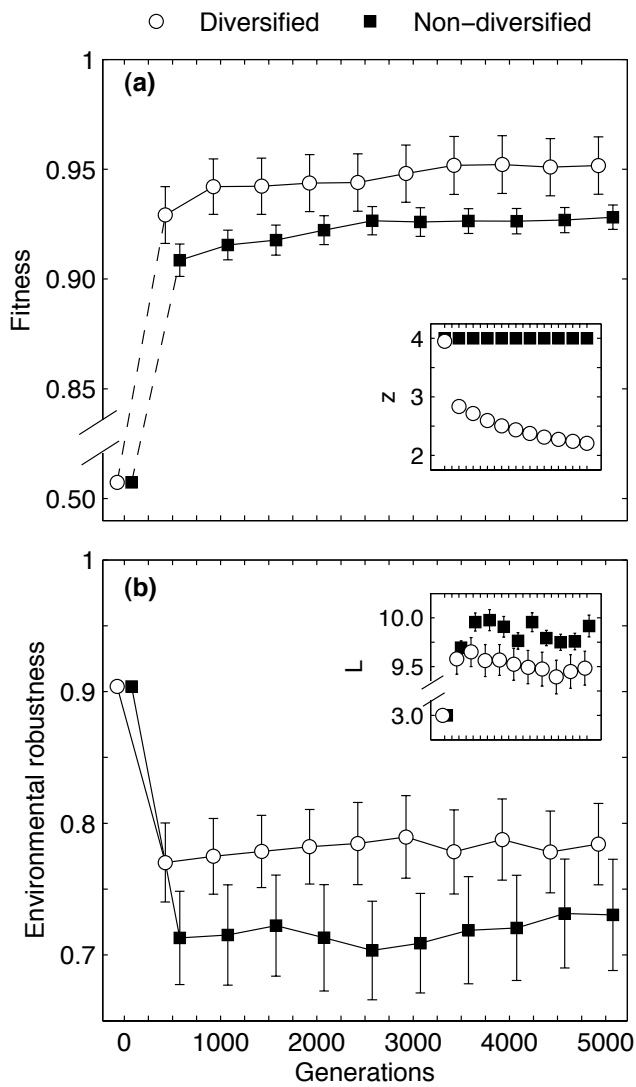 Diversified Non-diversified
1
(a)
0.95
0.90
0.85
0.50
Fitness
4
3
2
z
1
(b)
0.9
0.8
0.7
Environmental robustness
10.0
9.5
3.0
L
0 1000 2000 3000 4000 5000
Generations